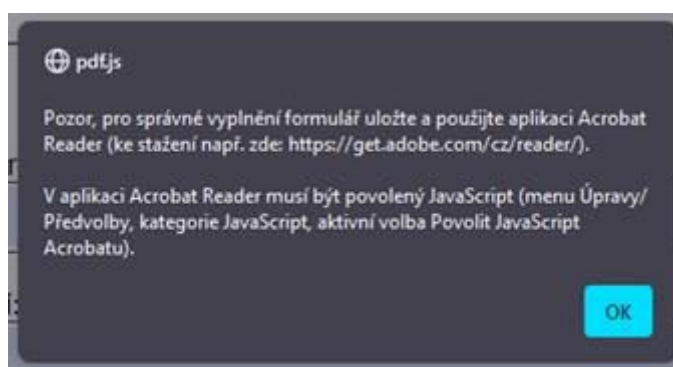 pdf.js
Pozor, pro správné vyplnění formulář uložte a použijte aplikaci Acrobat
Reader (ke stažení např. zde: https://get.adobe.com/cz/reader/).
V aplikaci Acrobat Reader musí být povolený JavaScript (menu Úpravy/
Předvolby, kategorie JavaScript, aktivní volba Povolit JavaScript
Acrobatu).
OK